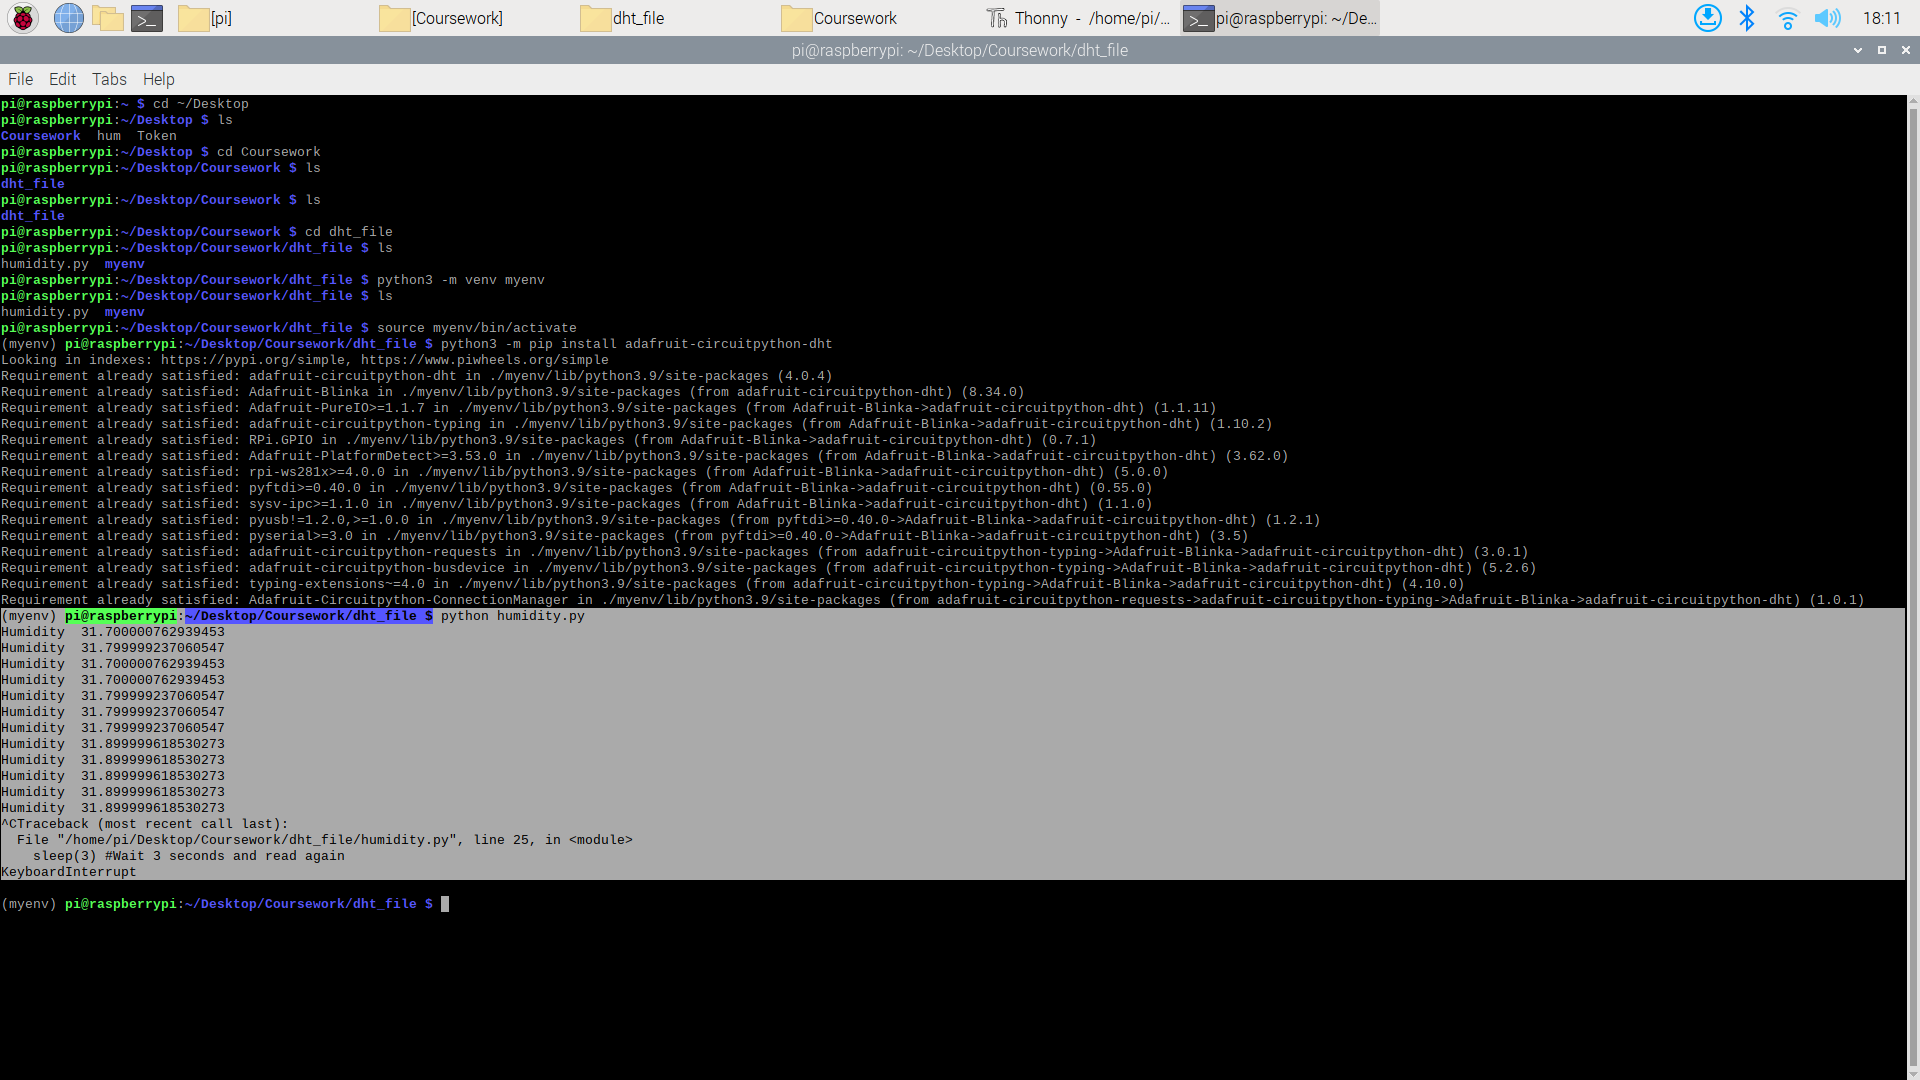 [pi]
[Coursework]
dht_file
Coursework
Thonny - /home/pi/...
pi@raspberrypi: ~/De...
18:11
pi@raspberrypi: ~/Desktop/Coursework/dht_file
File Edit Tabs Help
pi@raspberrypi:~ $ cd ~/Desktop
pi@raspberrypi:~/Desktop $ ls
Coursework  hum  Token
pi@raspberrypi:~/Desktop $ cd Coursework
pi@raspberrypi:~/Desktop/Coursework $ ls
dht_file
pi@raspberrypi:~/Desktop/Coursework $ ls
dht_file
pi@raspberrypi:~/Desktop/Coursework $ cd dht_file
pi@raspberrypi:~/Desktop/Coursework/dht_file $ ls
humidity.py  myenv
pi@raspberrypi:~/Desktop/Coursework/dht_file $ python3 -m venv myenv
pi@raspberrypi:~/Desktop/Coursework/dht_file $ ls
humidity.py  myenv
pi@raspberrypi:~/Desktop/Coursework/dht_file $ source myenv/bin/activate
(myenv) pi@raspberrypi:~/Desktop/Coursework/dht_file $ python3 -m pip install adafruit-circuitpython-dht
Looking in indexes: https://pypi.org/simple, https://www.piwheels.org/simple
Requirement already satisfied: adafruit-circuitpython-dht in ./myenv/lib/python3.9/site-packages (4.0.4)
Requirement already satisfied: Adafruit-Blinka in ./myenv/lib/python3.9/site-packages (from adafruit-circuitpython-dht) (8.34.0)
Requirement already satisfied: Adafruit-PureIO>=1.1.7 in ./myenv/lib/python3.9/site-packages (from Adafruit-Blinka->adafruit-circuitpython-dht) (1.1.11)
Requirement already satisfied: adafruit-circuitpython-typing in ./myenv/lib/python3.9/site-packages (from Adafruit-Blinka->adafruit-circuitpython-dht) (1.10.2)
Requirement already satisfied: RPi.GPIO in ./myenv/lib/python3.9/site-packages (from Adafruit-Blinka->adafruit-circuitpython-dht) (0.7.1)
Requirement already satisfied: Adafruit-PlatformDetect>=3.53.0 in ./myenv/lib/python3.9/site-packages (from Adafruit-Blinka->adafruit-circuitpython-dht) (3.62.0)
Requirement already satisfied: rpi-ws281x>=4.0.0 in ./myenv/lib/python3.9/site-packages (from Adafruit-Blinka->adafruit-circuitpython-dht) (5.0.0)
Requirement already satisfied: pyftdi>=0.40.0 in ./myenv/lib/python3.9/site-packages (from Adafruit-Blinka->adafruit-circuitpython-dht) (0.55.0)
Requirement already satisfied: sysv-ipc>=1.1.0 in ./myenv/lib/python3.9/site-packages (from Adafruit-Blinka->adafruit-circuitpython-dht) (1.1.0)
Requirement already satisfied: pyusb!=1.2.0,>=1.0.0 in ./myenv/lib/python3.9/site-packages (from pyftdi>=0.40.0->Adafruit-Blinka->adafruit-circuitpython-dht) (1.2.1)
Requirement already satisfied: pyserial>=3.0 in ./myenv/lib/python3.9/site-packages (from pyftdi>=0.40.0->Adafruit-Blinka->adafruit-circuitpython-dht) (3.5)
Requirement already satisfied: adafruit-circuitpython-requests in ./myenv/lib/python3.9/site-packages (from adafruit-circuitpython-typing->Adafruit-Blinka->adafruit-circuitpython-dht) (3.0.1)
Requirement already satisfied: adafruit-circuitpython-busdevice in ./myenv/lib/python3.9/site-packages (from adafruit-circuitpython-typing->Adafruit-Blinka->adafruit-circuitpython-dht) (5.2.6)
Requirement already satisfied: typing-extensions~=4.0 in ./myenv/lib/python3.9/site-packages (from adafruit-circuitpython-typing->Adafruit-Blinka->adafruit-circuitpython-dht) (4.10.0)
Requirement already satisfied: Adafruit-Circuitpython-ConnectionManager in ./myenv/lib/python3.9/site-packages (from adafruit-circuitpython-requests->adafruit-circuitpython-typing->Adafruit-Blinka->adafruit-circuitpython-dht) (1.0.1)
(myenv) pi@raspberrypi:~/Desktop/Coursework/dht_file $ python humidity.py
Humidity  31.700000762939453
Humidity  31.799999237060547
Humidity  31.700000762939453
Humidity  31.700000762939453
Humidity  31.799999237060547
Humidity  31.799999237060547
Humidity  31.799999237060547
Humidity  31.899999618530273
Humidity  31.899999618530273
Humidity  31.899999618530273
Humidity  31.899999618530273
Humidity  31.899999618530273
^CTraceback (most recent call last):
  File "/home/pi/Desktop/Coursework/dht_file/humidity.py", line 25, in <module>
    sleep(3) #Wait 3 seconds and read again
KeyboardInterrupt
(myenv) pi@raspberrypi:~/Desktop/Coursework/dht_file $